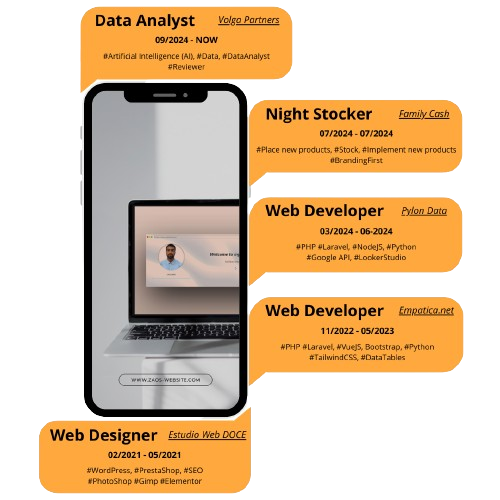 Data Analyst Volga Partners
09/2024 - NOW
#Artificial Intelligence (AI), #Data, #DataAnalyst
#Reviewer
Night Stocker Family Cash
07/2024 - 07/2024
#Place new products, #Stock, #Implement new products
#BrandingFirst
Web Developer Pylon Data
03/2024 - 06-2024
#PHP #Laravel, #NodeJS, #Python
#Google API, #LookerStudio
Welcome to
Web Developer Empatica.net
11/2022 - 05/2023
#PHP #Laravel, #VueJS, Bootstrap, #Python
#TailwindCSS, #DataTables
WWW.ZAOS-WEBSITE.COM
Web Designer Estudio Web DOCE
02/2021 - 05/2021
#WordPress, #PrestaShop, #SEO
#PhotoShop #Gimp #Elementor